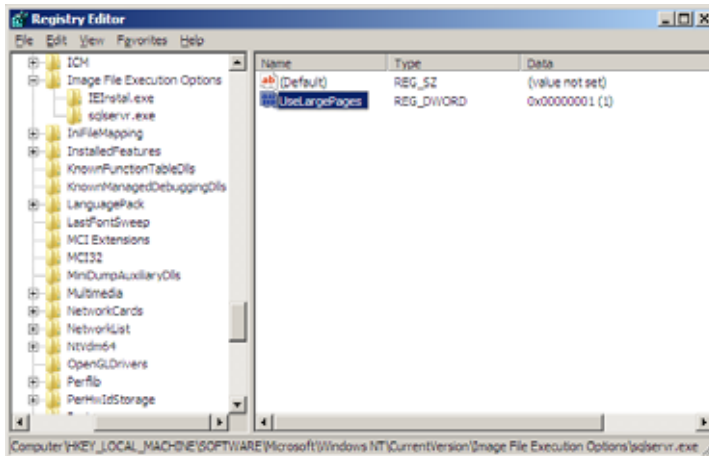 Registry Editor
File Edit View Favorites Help
ICM
Image File Execution Options
IEInstal.exe
sqlservr.exe
IniFileMapping
InstalledFeatures
KnownFunctionTableDlls
KnownManagedDebuggingDlls
LanguagePack
LastFontSweep
MCI Extensions
MCI32
MiniDumpAuxiliaryDlls
Multimedia
NetworkCards
NetworkList
NtVdm64
OpenGLDrivers
Perflib
PerHwIdStorage
Name Type Data
ab (Default) REG_SZ (value not set)
UseLargePages REG_DWORD 0x00000001 (1)
Computer\HKEY_LOCAL_MACHINE\SOFTWARE\Microsoft\Windows NT\CurrentVersion\Image File Execution Options\sqlservr.exe